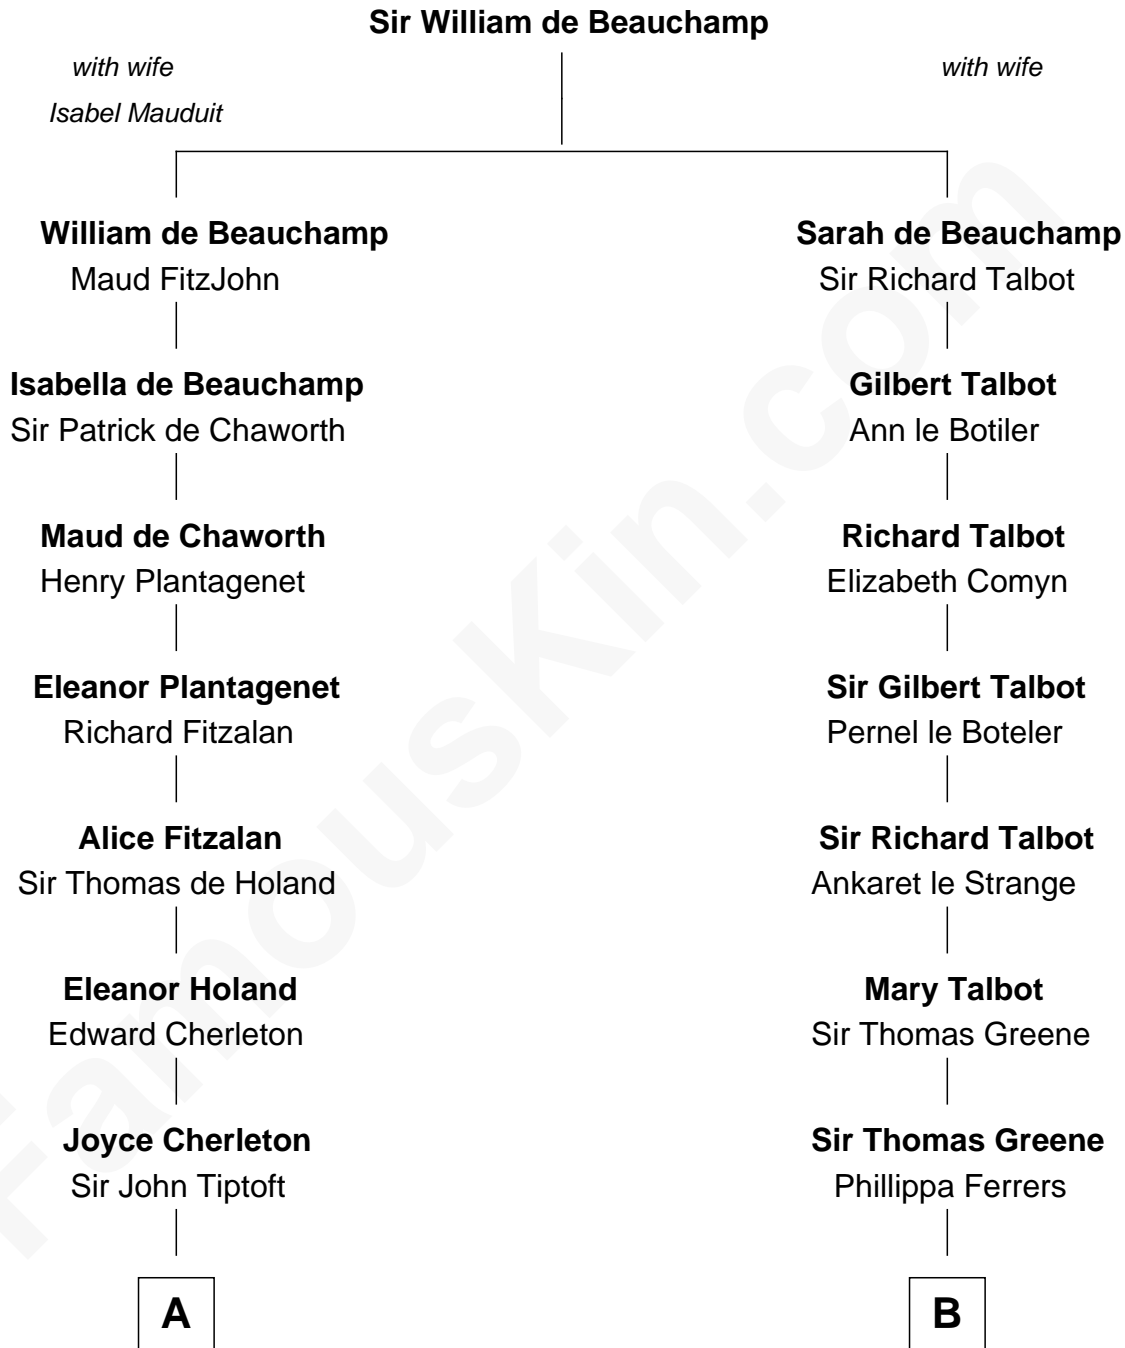 Sir William de Beauchamp
with wife
Isabel Mauduit
with wife
William de Beauchamp
Maud FitzJohn
Sarah de Beauchamp
Sir Richard Talbot
Isabella de Beauchamp
Sir Patrick de Chaworth
Gilbert Talbot
Ann le Botiler
Maud de Chaworth
Henry Plantagenet
Richard Talbot
Elizabeth Comyn
Eleanor Plantagenet
Richard Fitzalan
Sir Gilbert Talbot
Pernel le Boteler
Alice Fitzalan
Sir Thomas de Holand
Sir Richard Talbot
Ankaret le Strange
Eleanor Holand
Edward Cherleton
Mary Talbot
Sir Thomas Greene
Joyce Cherleton
Sir John Tiptoft
Sir Thomas Greene
Phillippa Ferrers
A
B
FamousKin.com